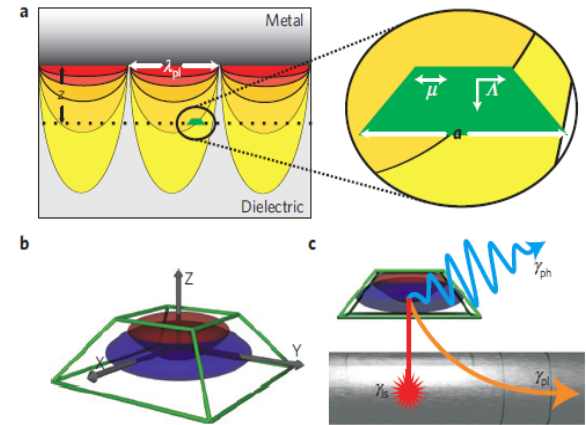 a
Metal
λpl
z
μ
Λ
a
Dielectric
b
Z
X
Y
c
γph
γls
γpl